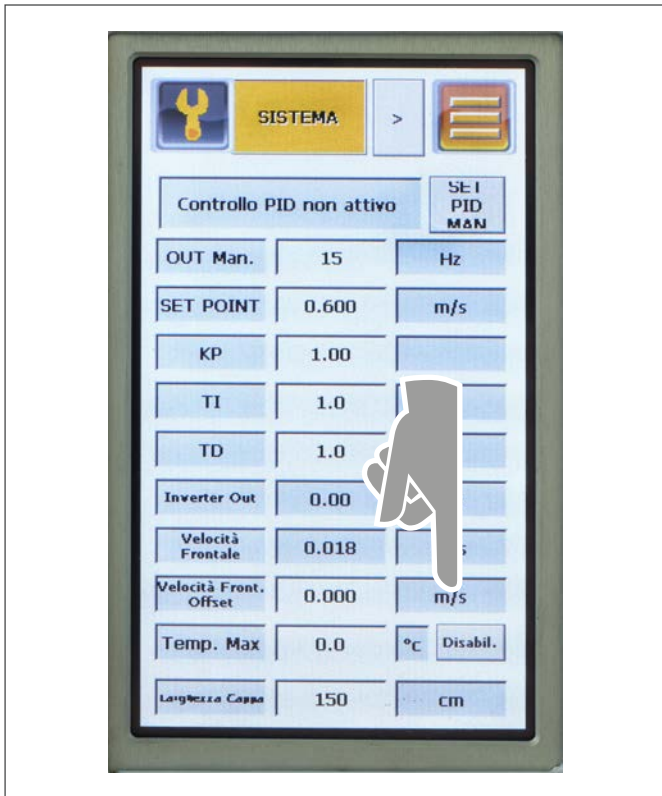 SISTEMA >
Controllo PID non attivo
SET
PID
MAN
OUT Man. 15 Hz
SET POINT 0.600 m/s
KP 1.00
TI 1.0
TD 1.0
Inverter Out 0.00
Velocità
Frontale 0.018 s
Velocità Front.
Offset 0.000 m/s
Temp. Max 0.0 °C Disabil.
Larghezza Cappa 150 cm